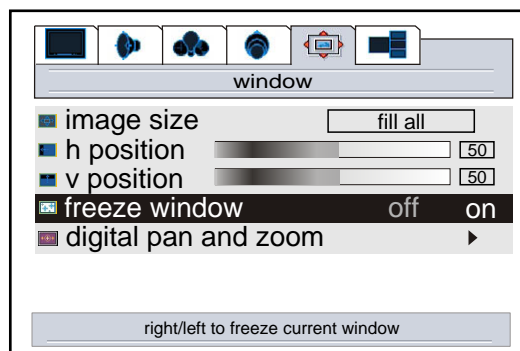 window
image size fill all
h position 50
v position 50
freeze window off on
digital pan and zoom
right/left to freeze current window